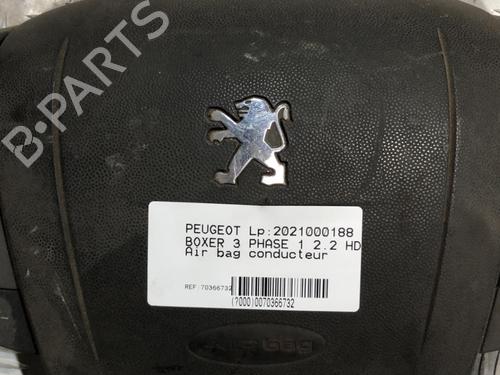 B-PARTS
PEUGEOT Lp:2021000188
BOXER 3 PHASE 1 2.2 HD
Air bag conducteur
REF:70366732
(7000)0070366732